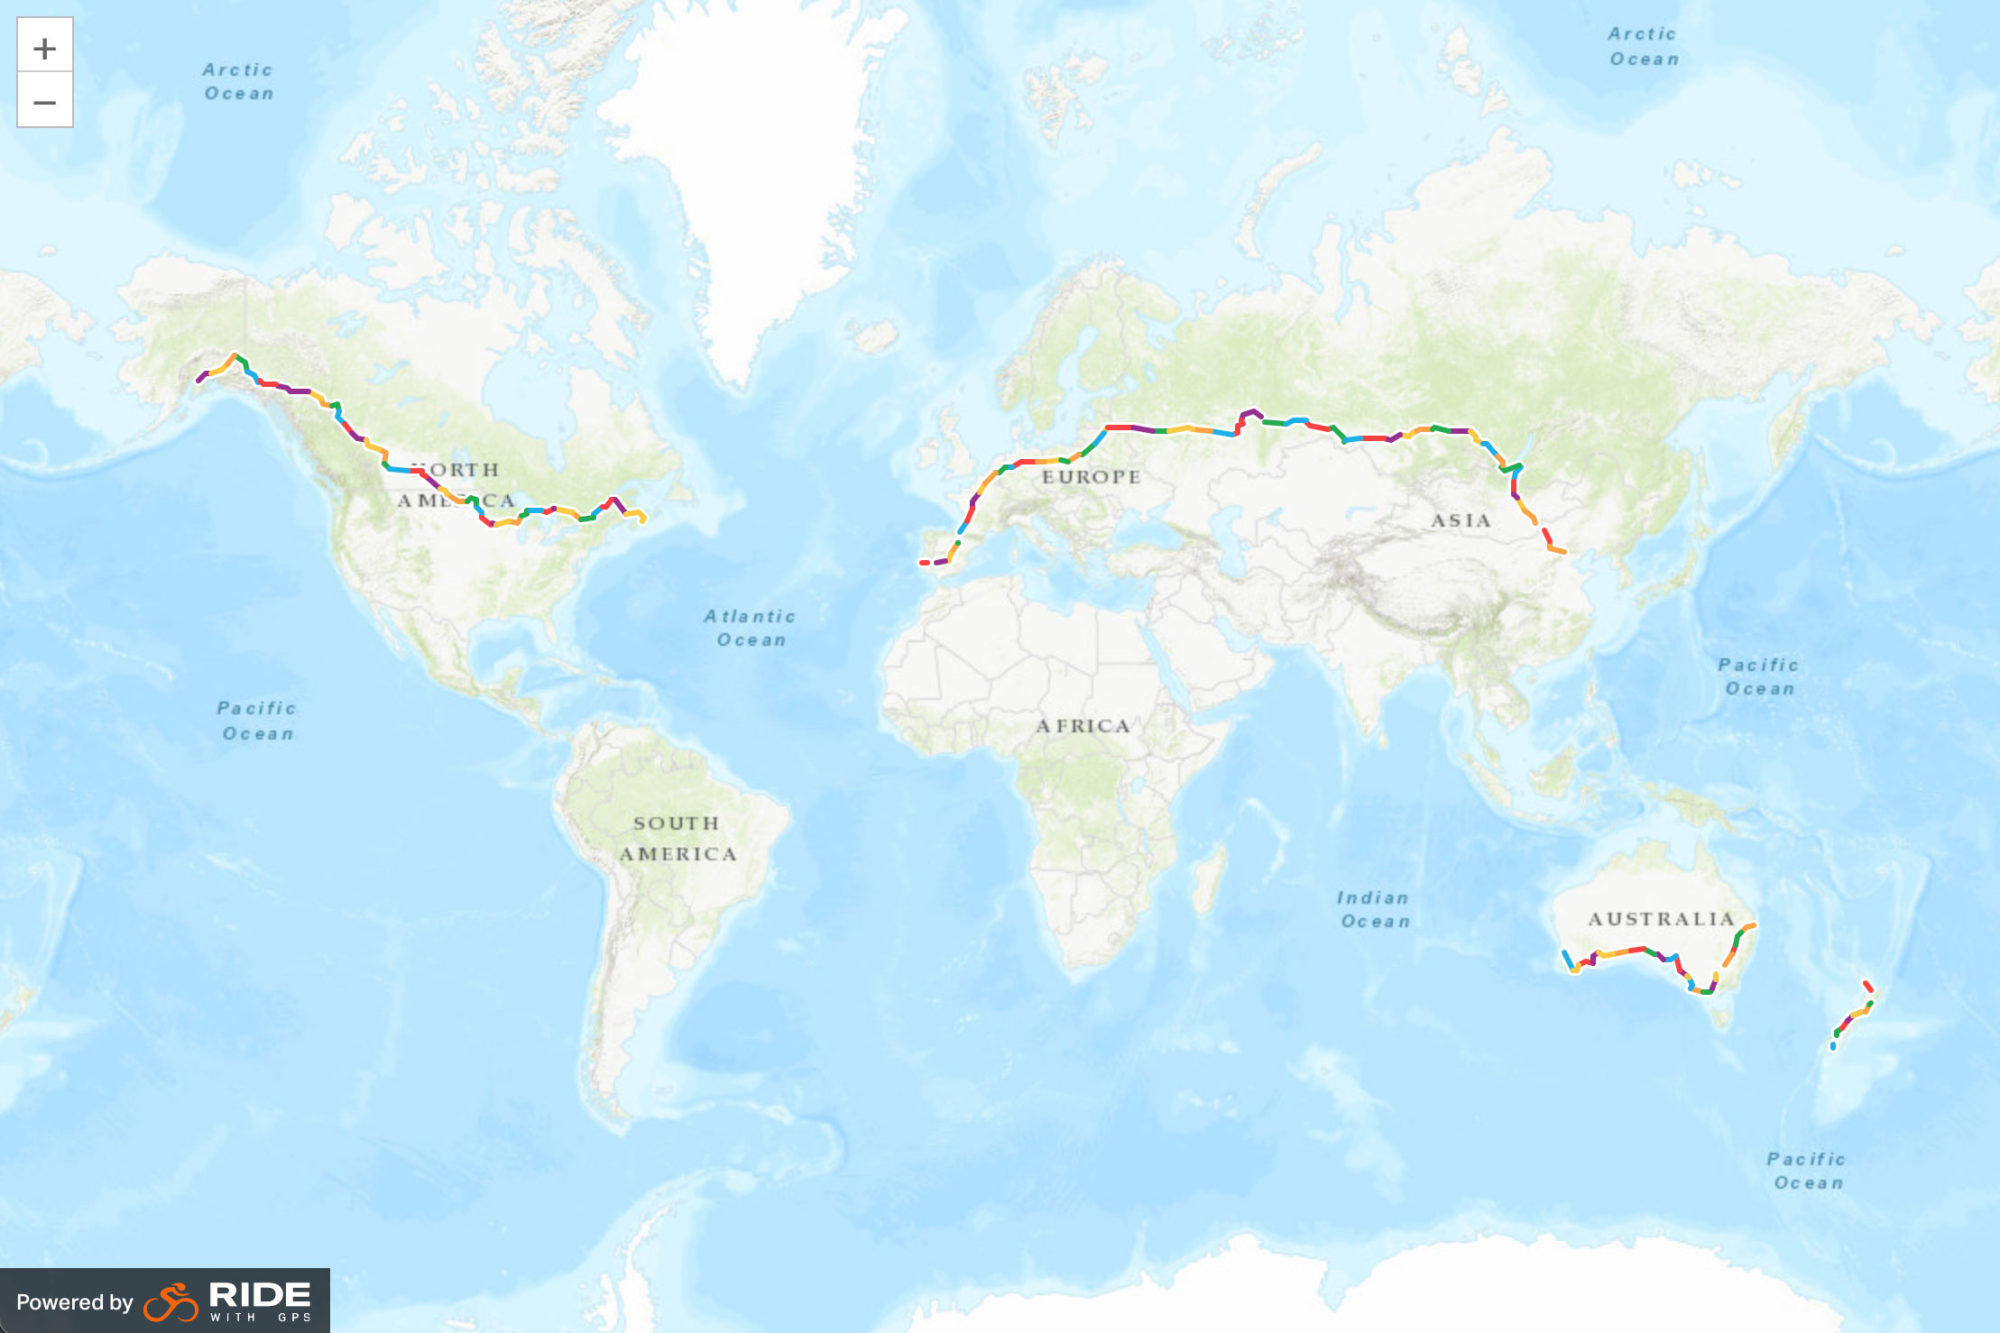 +
−
Arctic
Ocean
Arctic
Ocean
NORTH
AMERICA
EUROPE
ASIA
Atlantic
Ocean
Pacific
Ocean
Pacific
Ocean
AFRICA
SOUTH
AMERICA
Indian
Ocean
AUSTRALIA
Pacific
Ocean
Powered by RIDE
WITH GPS